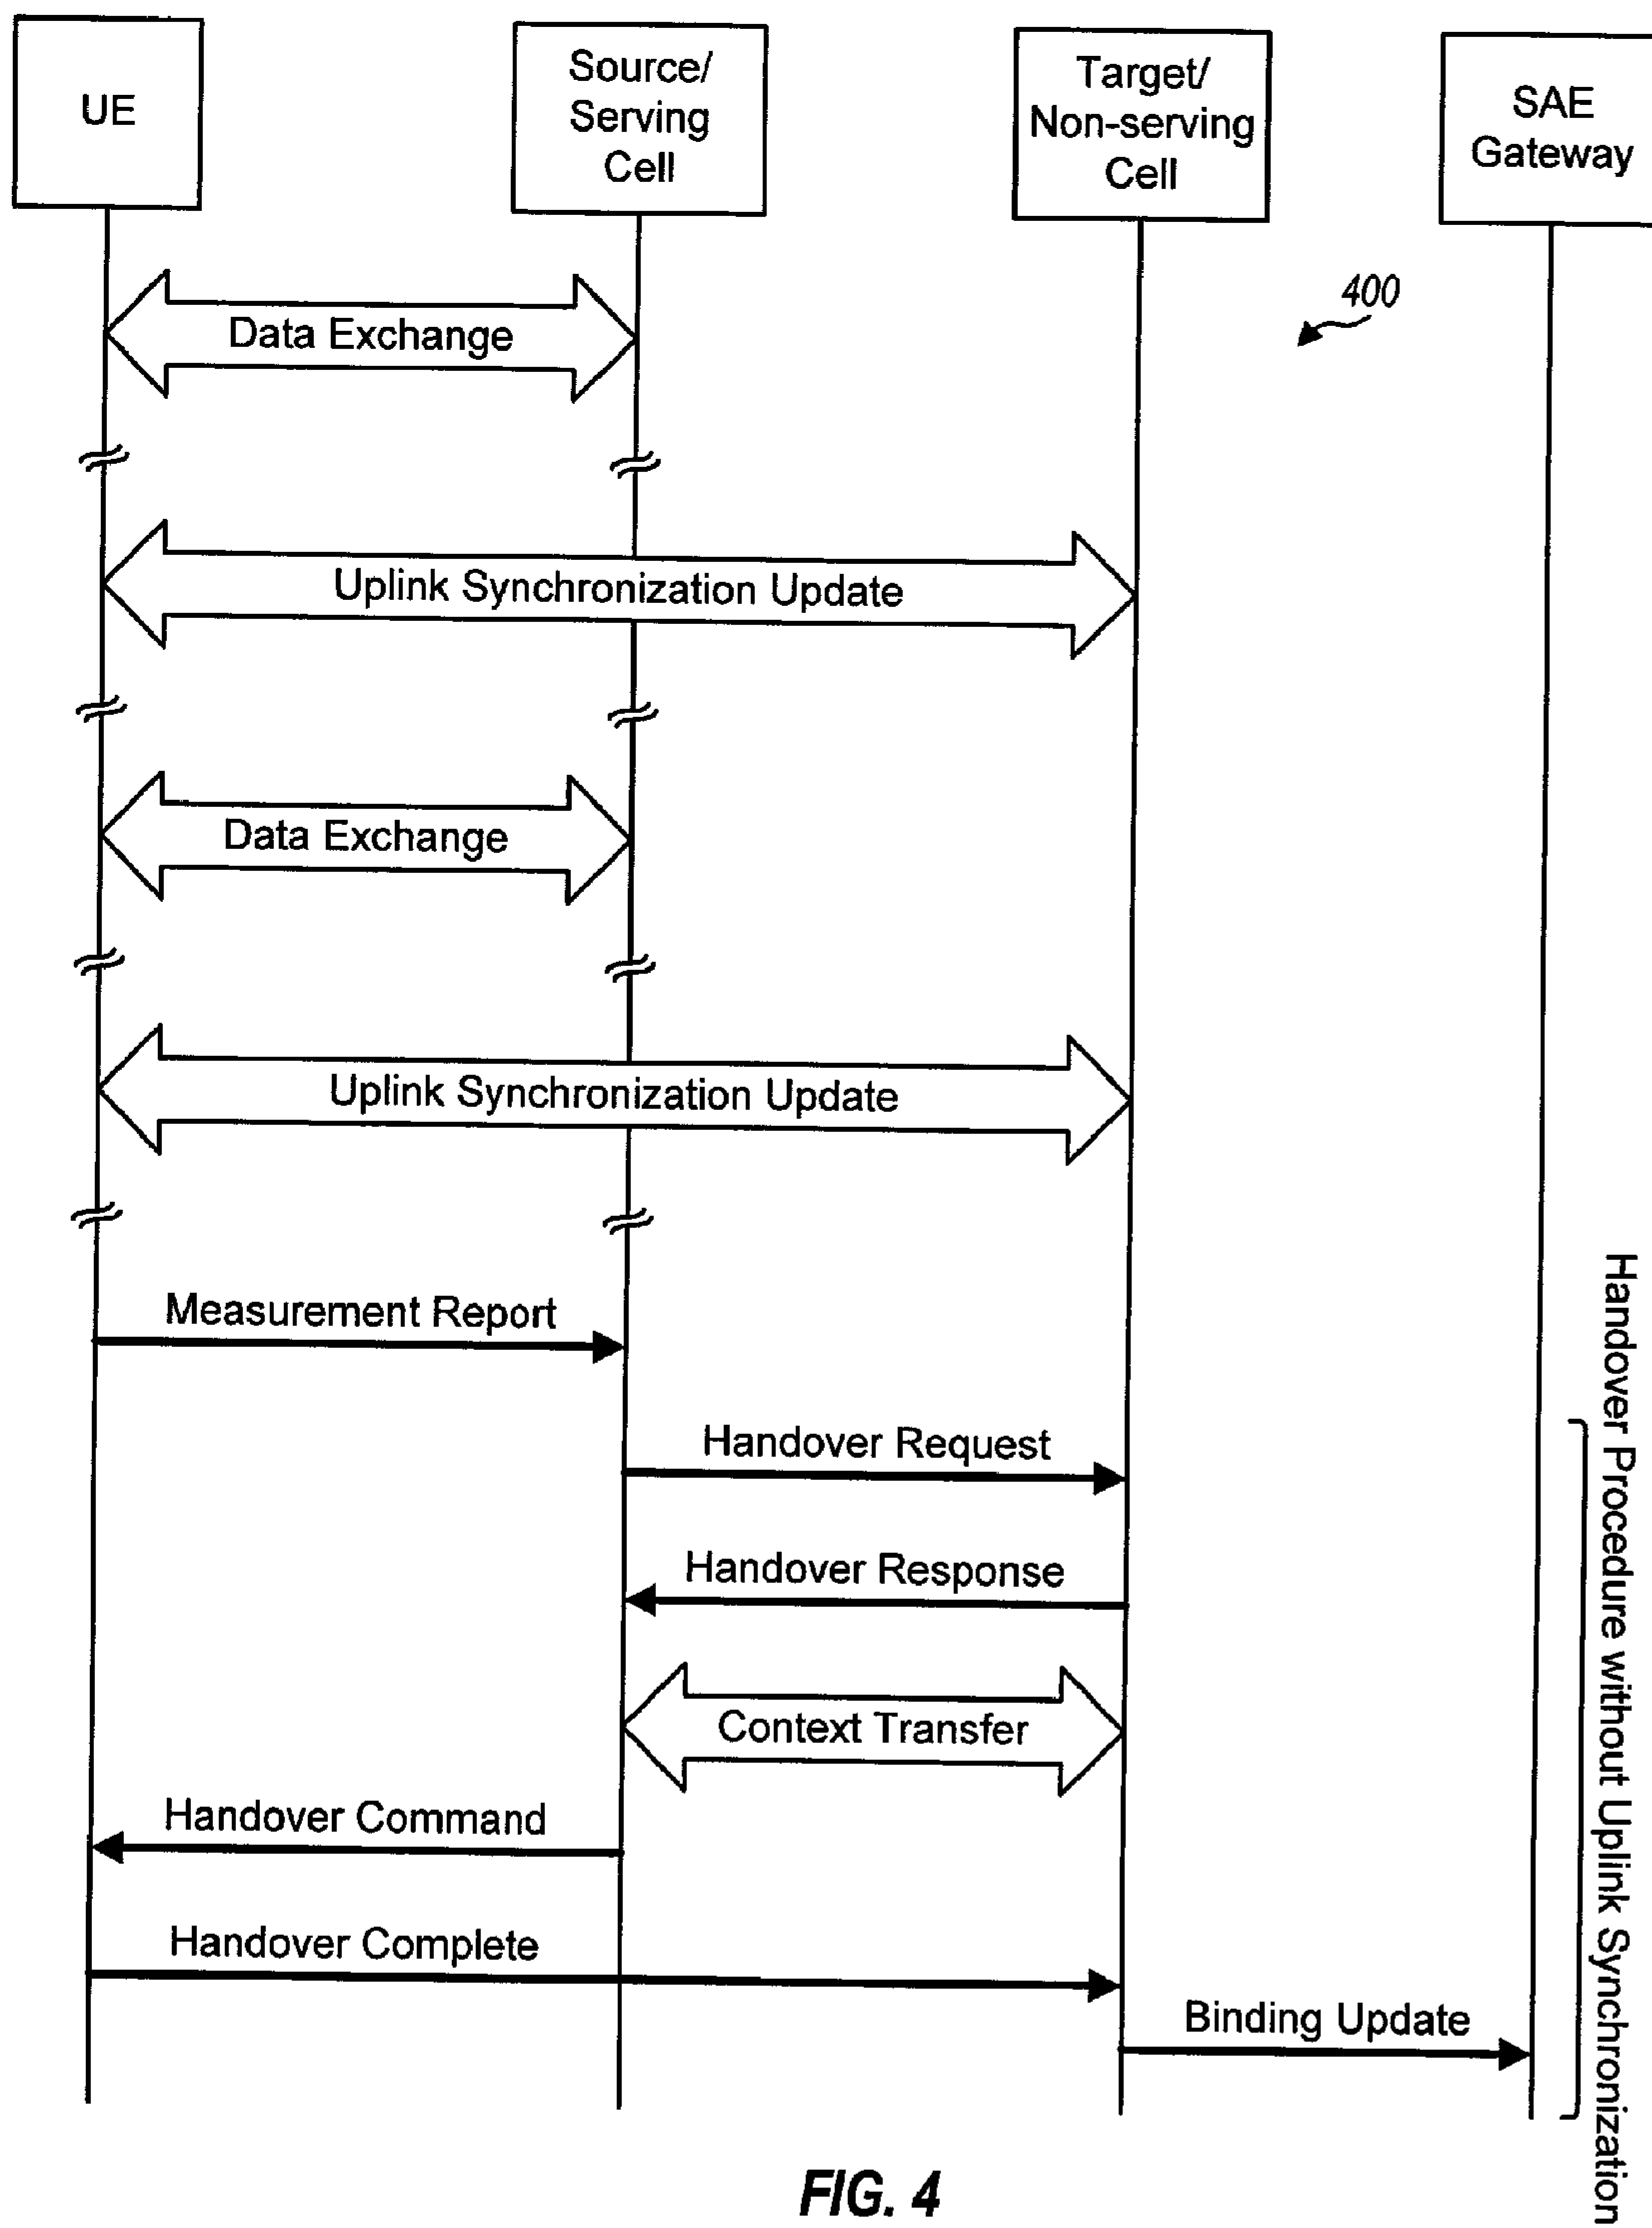 UE
Source/
Serving
Cell
Target/
Non-serving
Cell
SAE
Gateway
400
Data Exchange
Uplink Synchronization Update
Data Exchange
Uplink Synchronization Update
Measurement Report
Handover Request
Handover Response
Context Transfer
Handover Command
Handover Complete
Binding Update
Handover Procedure without Uplink Synchronization
FIG. 4